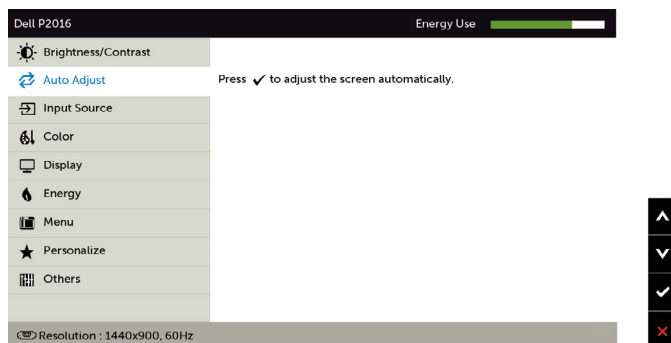 Dell P2016
Energy Use
Brightness/Contrast
Auto Adjust
Press ✓ to adjust the screen automatically.
Input Source
Color
Display
Energy
Menu
Personalize
Others
Resolution : 1440x900, 60Hz